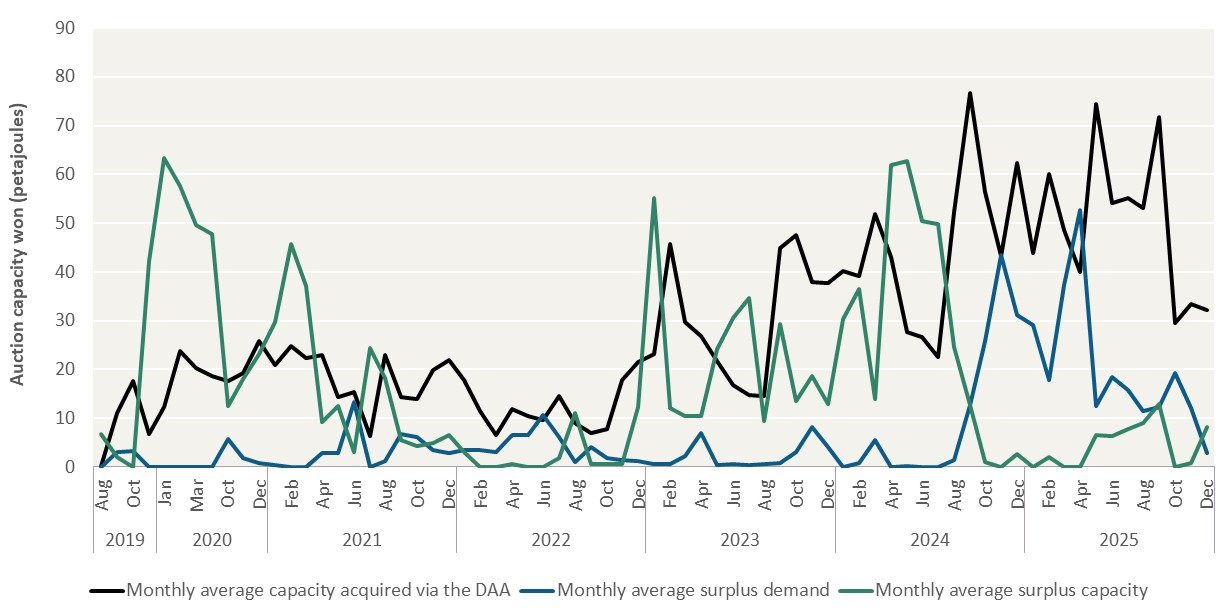 Auction capacity won (petajoules)
90
80
70
60
50
40
30
20
10
0
Aug Oct Jan Mar Oct Dec Feb Apr Jun Aug Oct Dec Feb Apr Jun Aug Oct Dec Feb Apr Jun Aug Oct Dec Feb Apr Jun Aug Oct Dec Feb Apr Jun Aug Oct Dec
2019 2020 2021 2022 2023 2024 2025
Monthly average capacity acquired via the DAA Monthly average surplus demand Monthly average surplus capacity